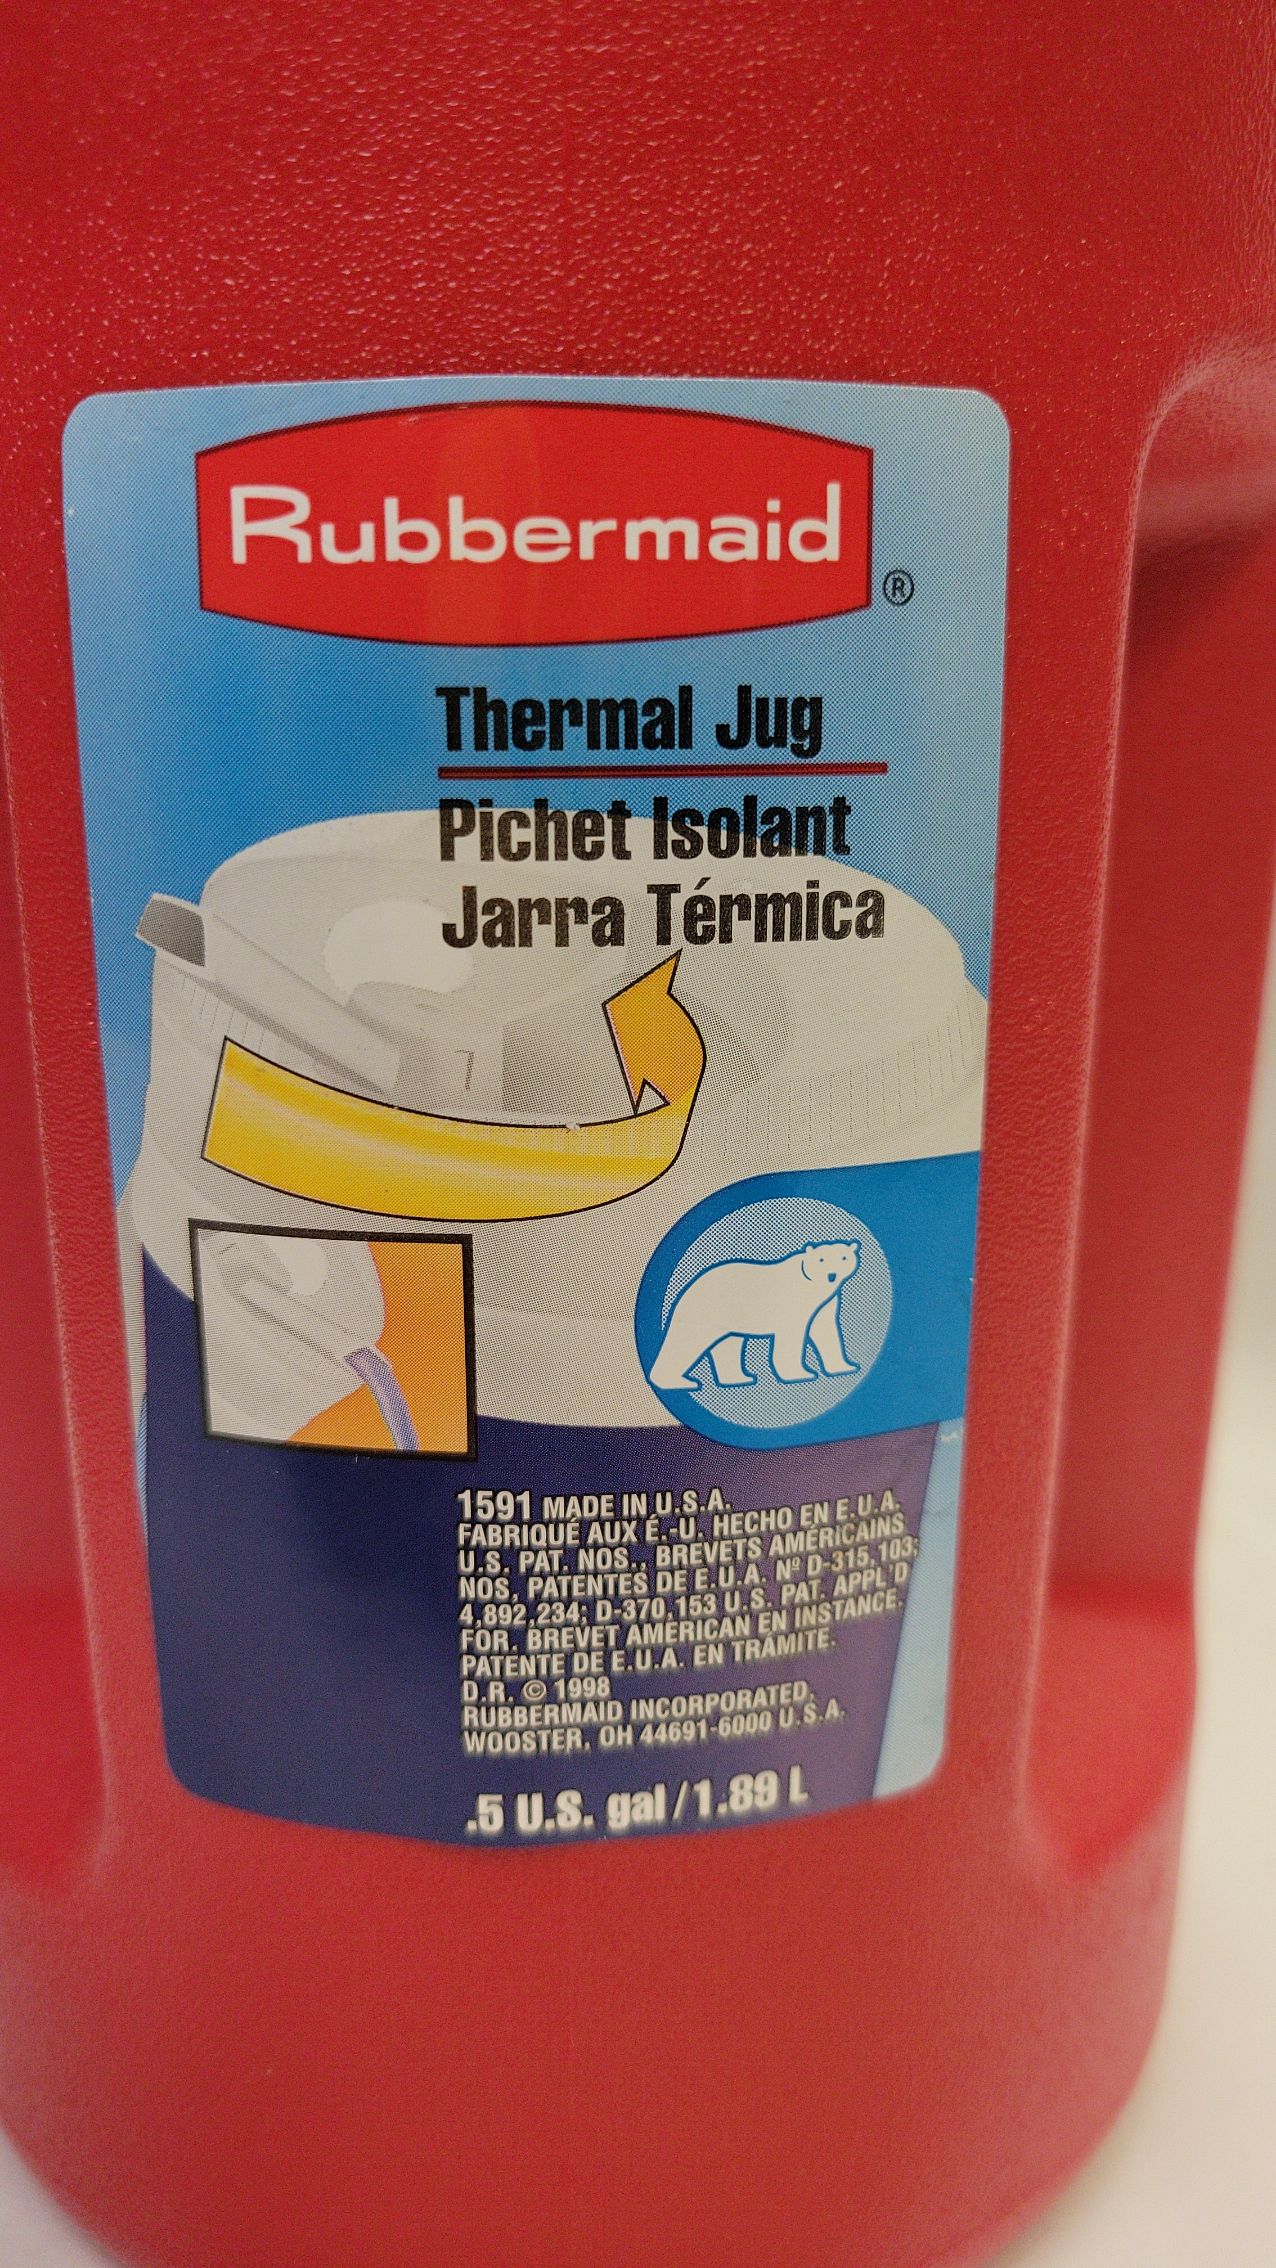 Rubbermaid
®
Thermal Jug
Pichet Isolant
Jarra Térmica
1591 MADE IN U.S.A.
FABRIQUÉ AUX É.-U. HECHO EN E.U.A.
U.S. PAT. NOS., BREVETS AMÉRICAINS
NOS, PATENTES DE E.U.A. Nº D-315,103;
4,892,234; D-370,153 U.S. PAT. APPL'D
FOR. BREVET AMÉRICAN EN INSTANCE.
PATENTE DE E.U.A. EN TRÁMITE.
D.R. © 1998
RUBBERMAID INCORPORATED,
WOOSTER, OH 44691-6000 U.S.A.
.5 U.S. gal/1.89 L